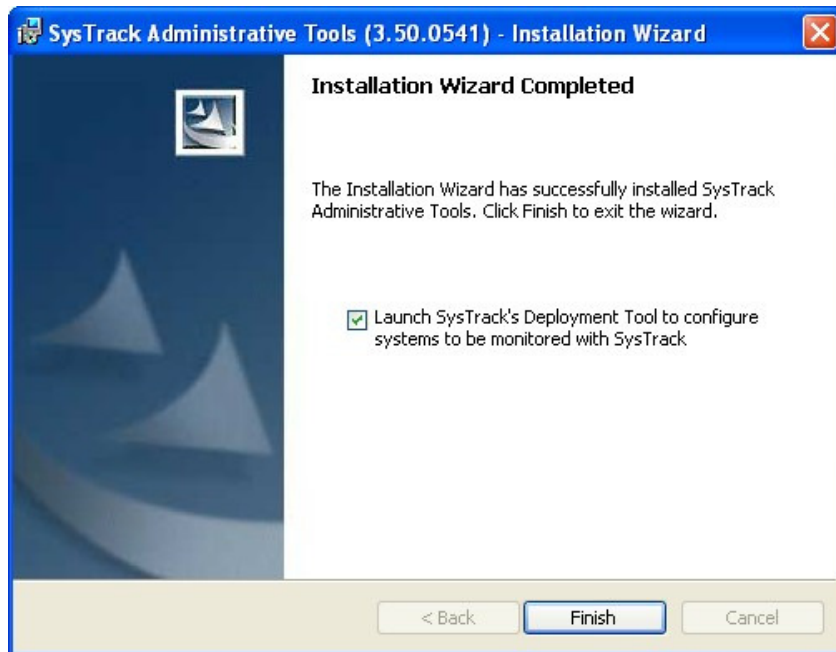 SysTrack Administrative Tools (3.50.0541) - Installation Wizard
Installation Wizard Completed
The Installation Wizard has successfully installed SysTrack
Administrative Tools. Click Finish to exit the wizard.
Launch SysTrack's Deployment Tool to configure
systems to be monitored with SysTrack
< Back
Finish
Cancel